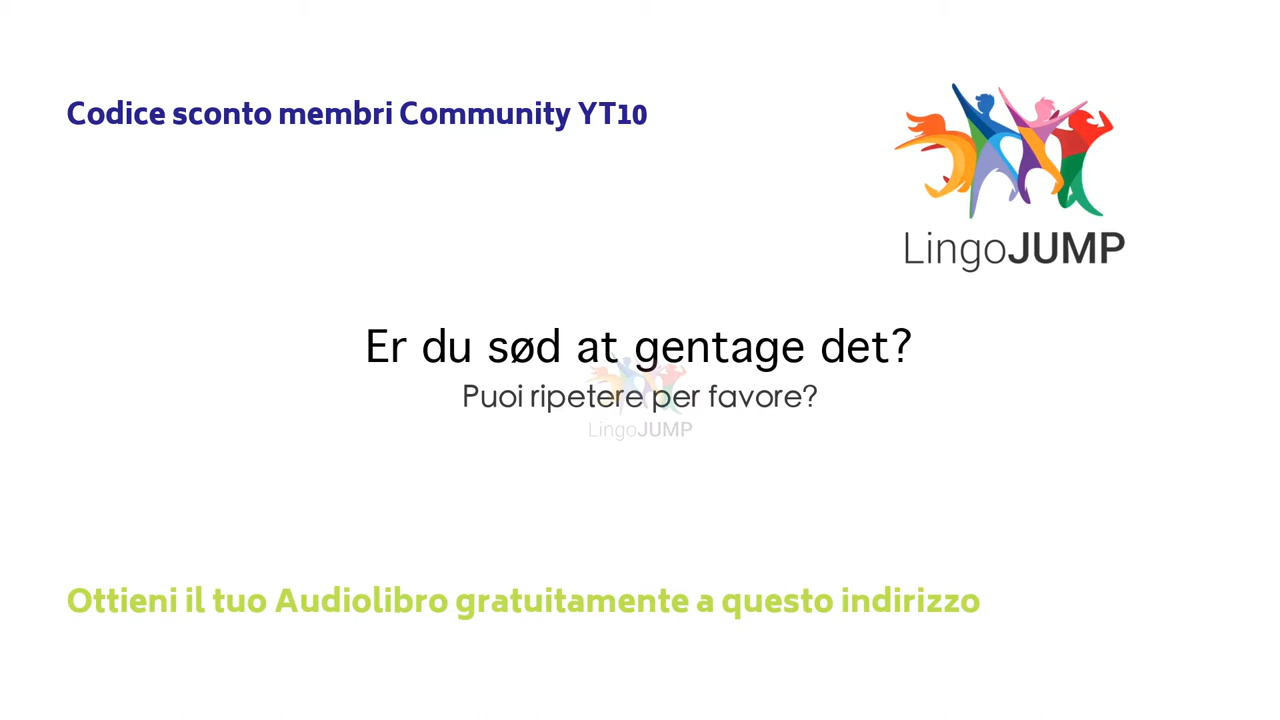 Codice sconto membri Community YT10
LingoJUMP
Er du sød at gentage det?
Puoi ripetere per favore?
LingoJUMP
Ottieni il tuo Audiolibro gratuitamente a questo indirizzo